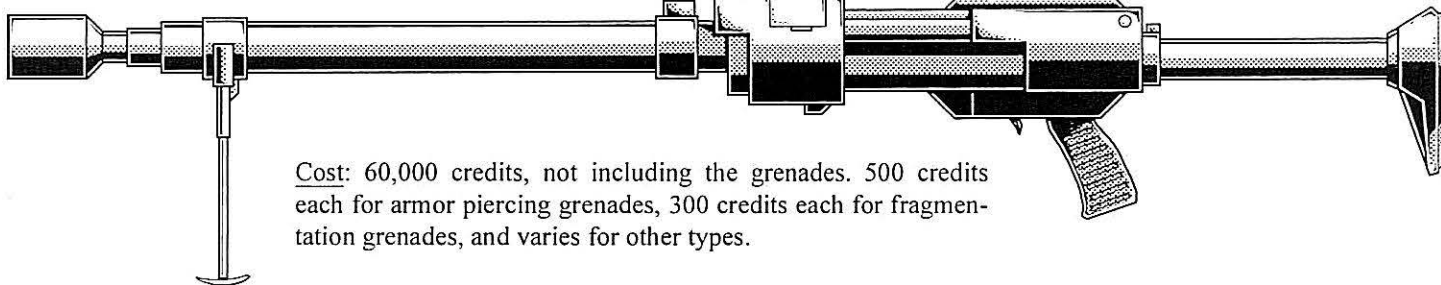 Cost: 60,000 credits, not including the grenades. 500 credits
each for armor piercing grenades, 300 credits each for fragmen-
tation grenades, and varies for other types.